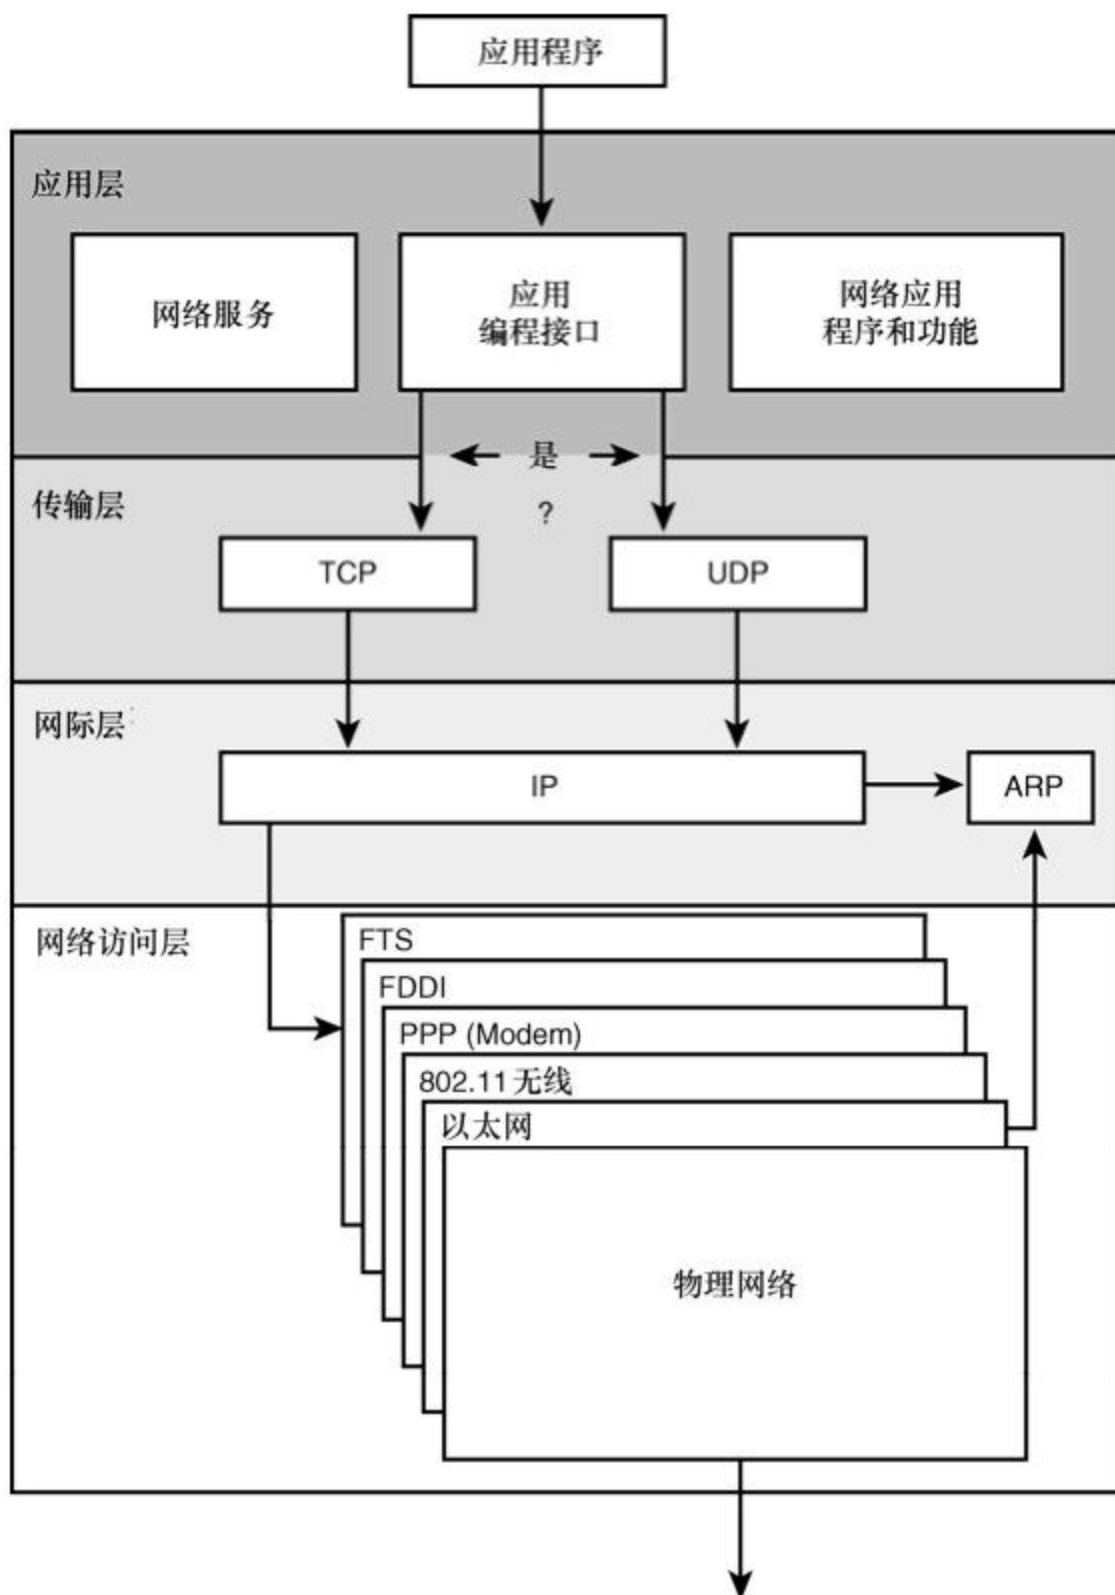 应用程序
应用层
网络服务
应用
编程接口
网络应用
程序和功能
是
?
传输层
TCP
UDP
网际层
IP
ARP
网络访问层
FTS
FDDI
PPP (Modem)
802.11无线
以太网
物理网络